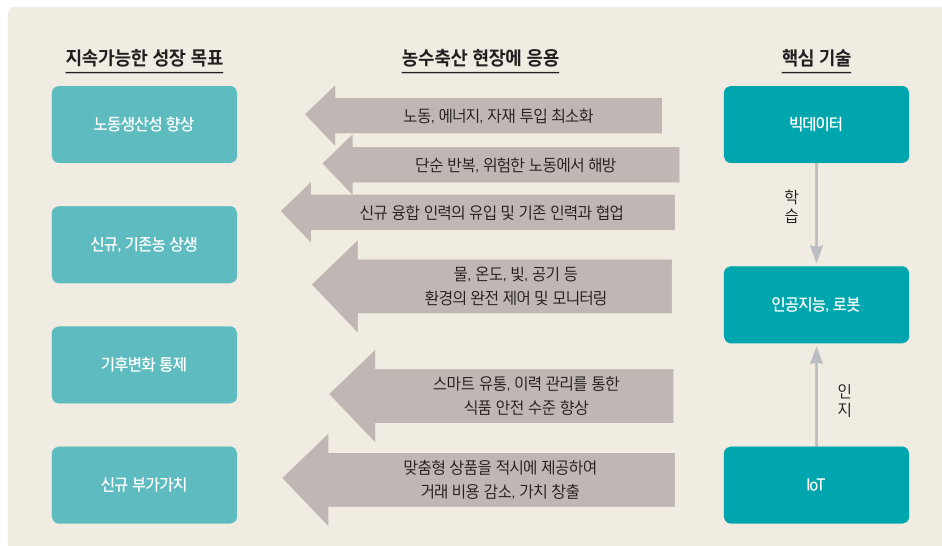 지속가능한 성장 목표
노동생산성 향상
신규, 기존농 상생
기후변화 통제
신규 부가가치
농수축산 현장에 응용
노동, 에너지, 자재 투입 최소화
단순 반복, 위험한 노동에서 해방
신규 융합 인력의 유입 및 기존 인력과 협업
물, 온도, 빛, 공기 등
환경의 완전 제어 및 모니터링
스마트 유통, 이력 관리를 통한
식품 안전 수준 향상
맞춤형 상품을 적시에 제공하여
거래 비용 감소, 가치 창출
핵심 기술
빅데이터
학
습
인공지능, 로봇
인
지
IoT